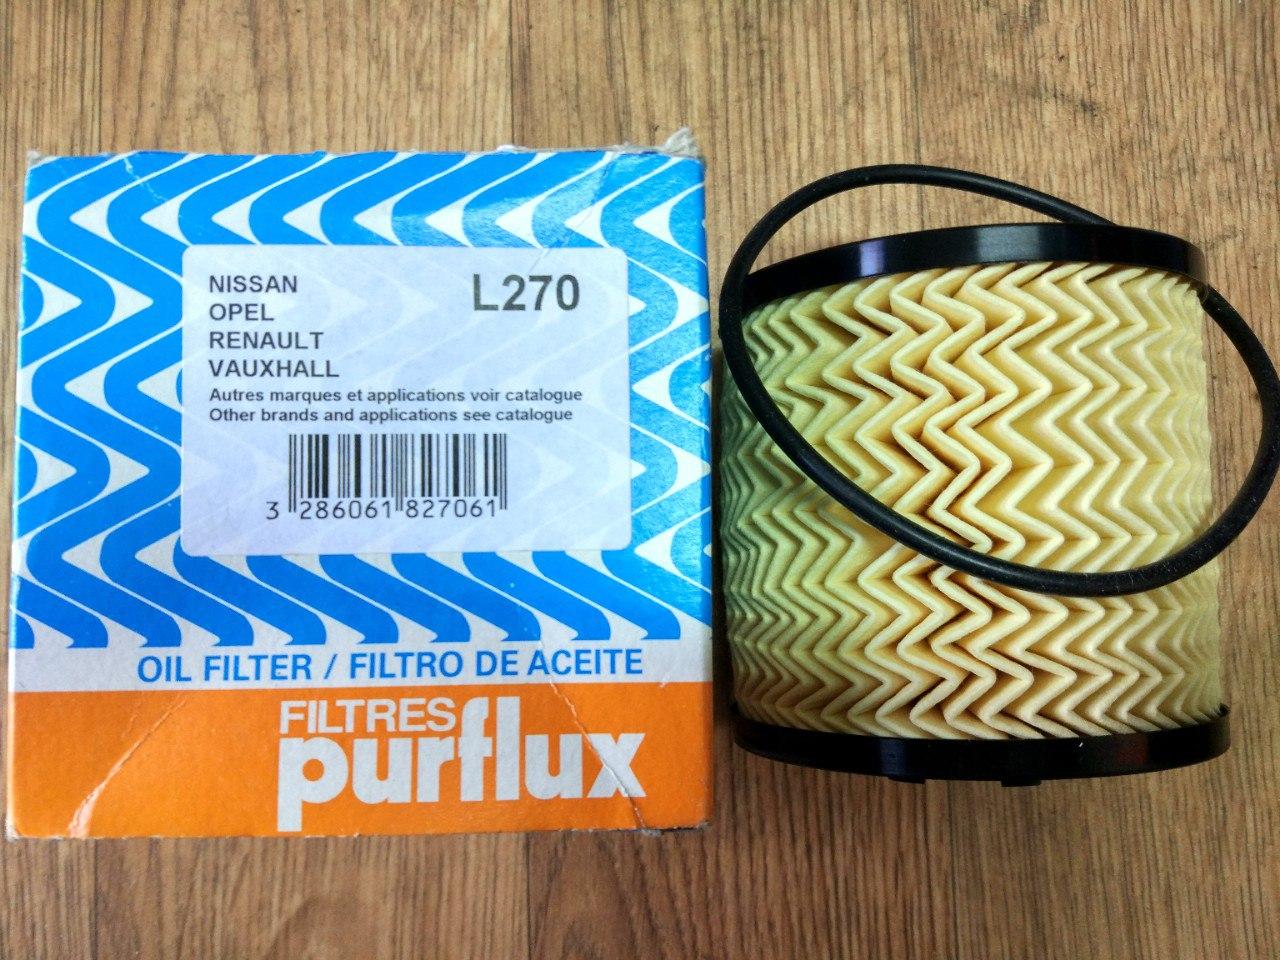 NISSAN
L270
OPEL
RENAULT
VAUXHALL
Autres marques et applications voir catalogue
Other brands and applications see catalogue
3 286061 827061
OIL FILTER / FILTRO DE ACEITE
FILTRES
purflux